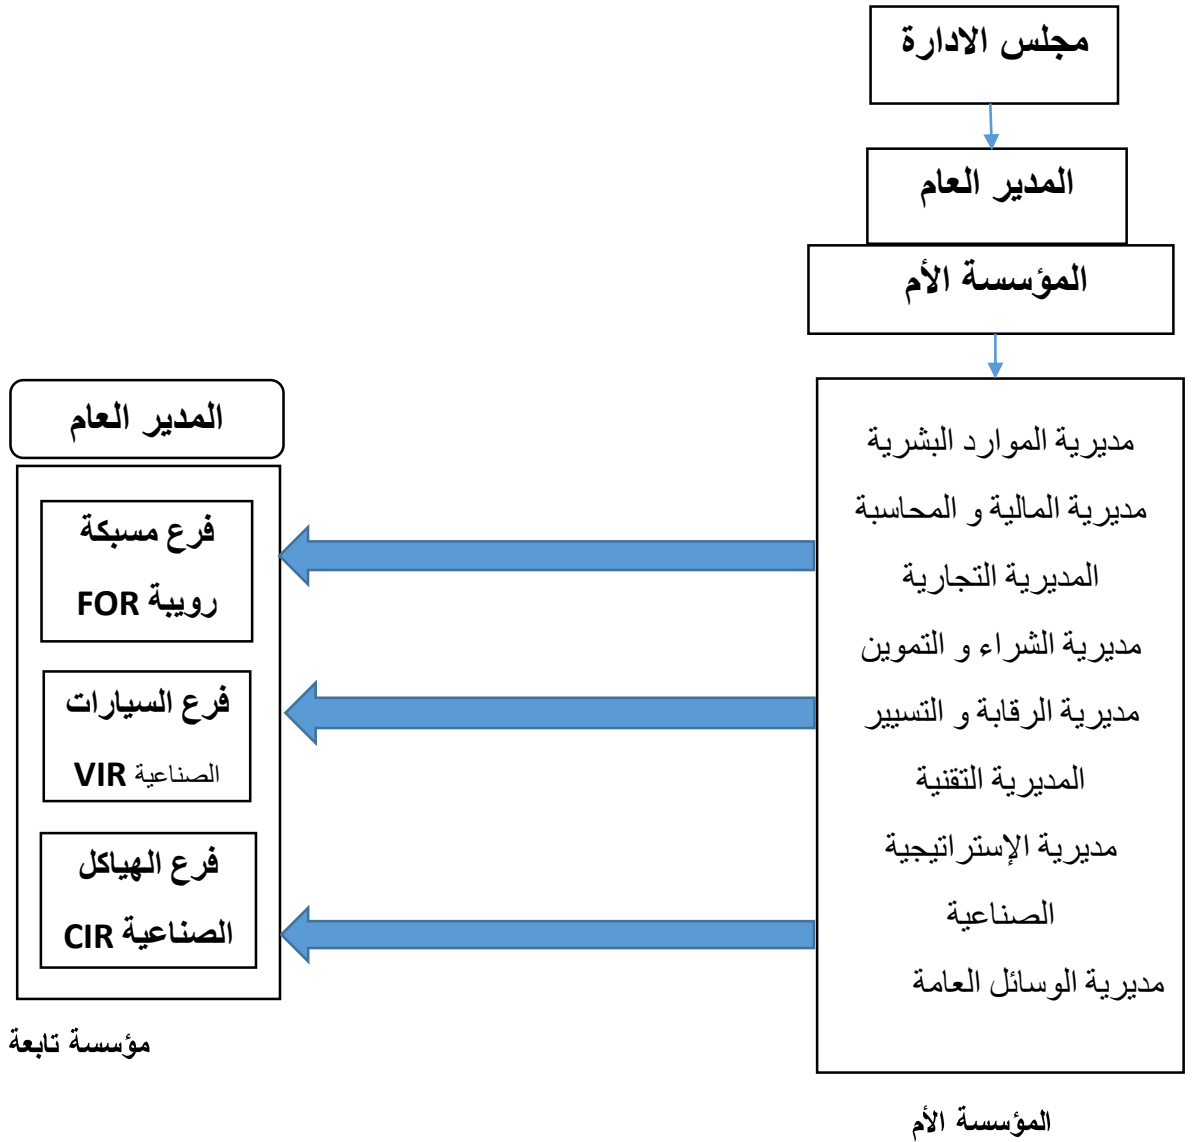 مجلس الادارة
المدير العام
المؤسسة الأم
مديرية الموارد البشرية
مديرية المالية و المحاسبة
المديرية التجارية
مديرية الشراء و التموين
مديرية الرقابة و التسيير
المديرية التقنية
مديرية الإستراتيجية
الصناعية
مديرية الوسائل العامة
المؤسسة الأم
المدير العام
فرع مسبكة
رويبة FOR
فرع السيارات
الصناعية VIR
فرع الهياكل
الصناعية CIR
مؤسسة تابعة